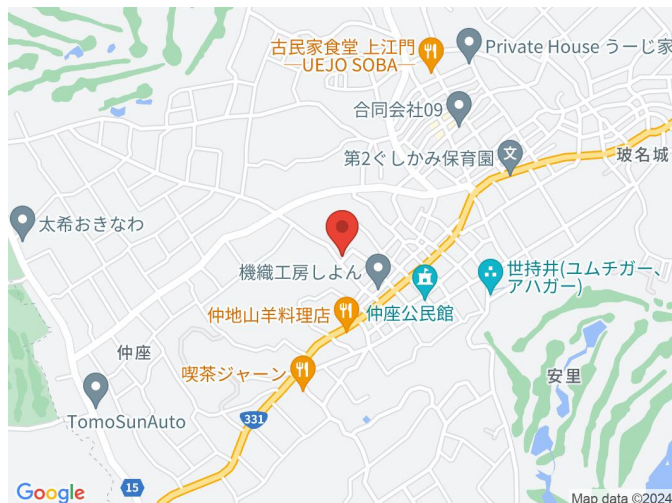 古民家食堂 上江門
—UEJO SOBA—
Private House うーじ家
合同会社09
第2ぐしかみ保育園
玻名城
太希おきなわ
機織工房しよん
世持井(ユムチガー、
アハガー)
仲地山羊料理店
仲座公民館
仲座
喫茶ジャーン
安里
TomoSunAuto
331
15
Google
Map data ©2024